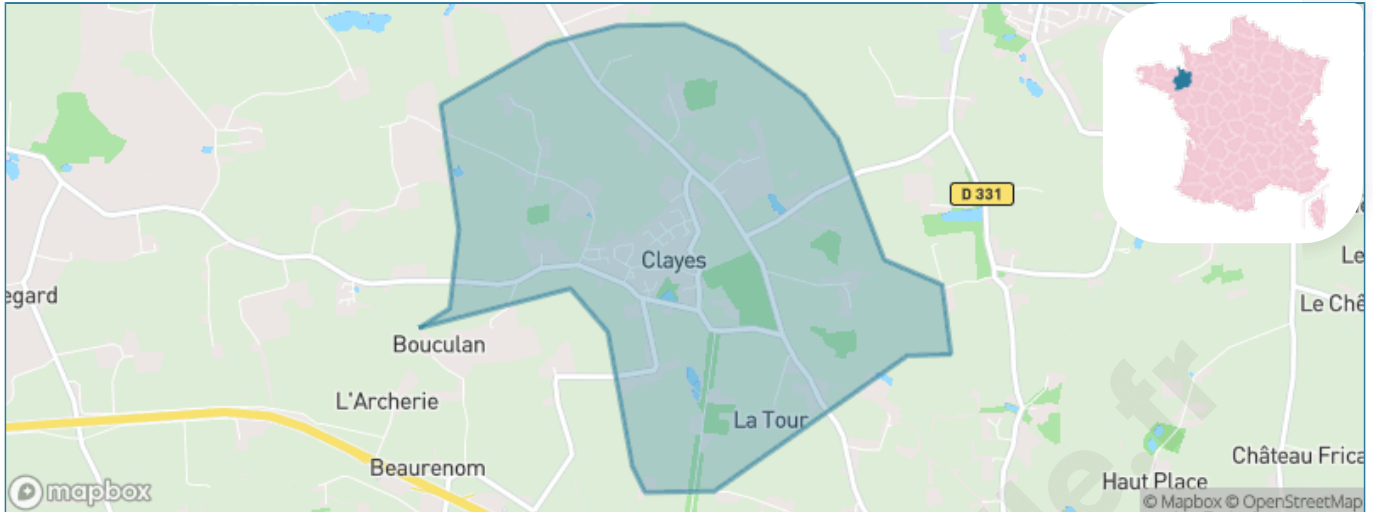 D 331
Clayes
Le
egard
Le Chê
Bouculan
L'Archerie
La Tour
Château Frica
Beaurenom
Haut Place
mapbox
© Mapbox © OpenStreetMap